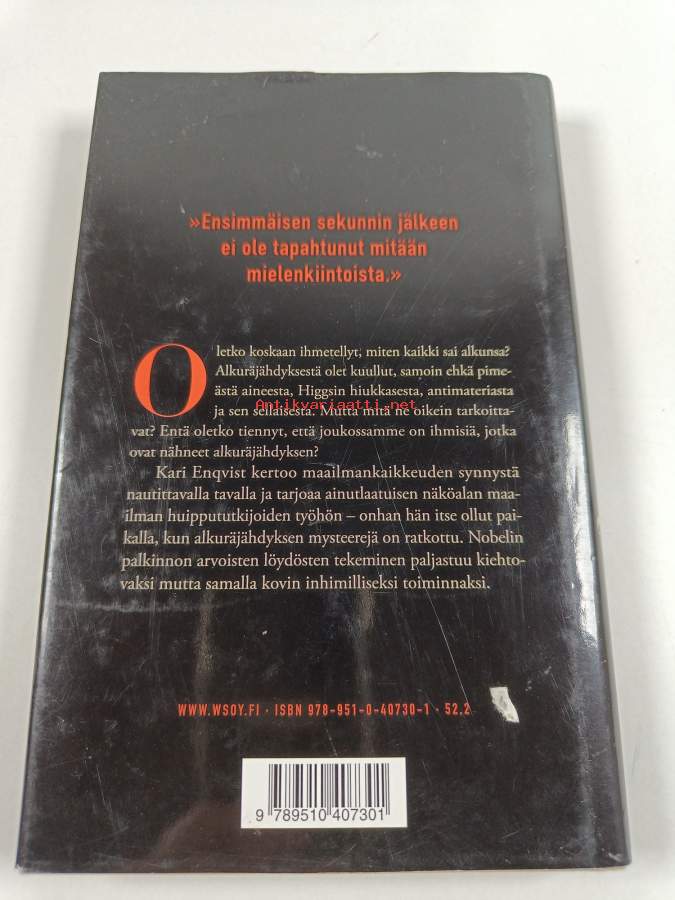 »Ensimmäisen sekunnin jälkeen
ei ole tapahtunut mitään
mielenkiintoista.»
Oletko koskaan ihmetellyt, miten kaikki sai alkunsa?
Alkuräjähdyksestä olet kuullut, samoin ehkä pime-
ästä aineesta, Higgsin hiukkasesta, antimateriasta
Antikvariaatti.net
ja sen sellaisesta. Mutta mitä ne oikein tarkoitta-
vat? Entä oletko tiennyt, että joukossamme on ihmisiä, jotka
ovat nähneet alkuräjähdyksen?
Kari Enqvist kertoo maailmankaikkeuden synnystä
nautittavalla tavalla ja tarjoaa ainutlaatuisen näköalan maa-
ilman huippututkijoiden työhön – onhan hän itse ollut pai-
kalla, kun alkuräjähdyksen mysteerejä on ratkottu. Nobelin
palkinnon arvoisten löydösten tekeminen paljastuu kiehto-
vaksi mutta samalla kovin inhimilliseksi toiminnaksi.
WWW.WSOY.FI · ISBN 978-951-0-40730-1 · 52.2
9 789510 407301